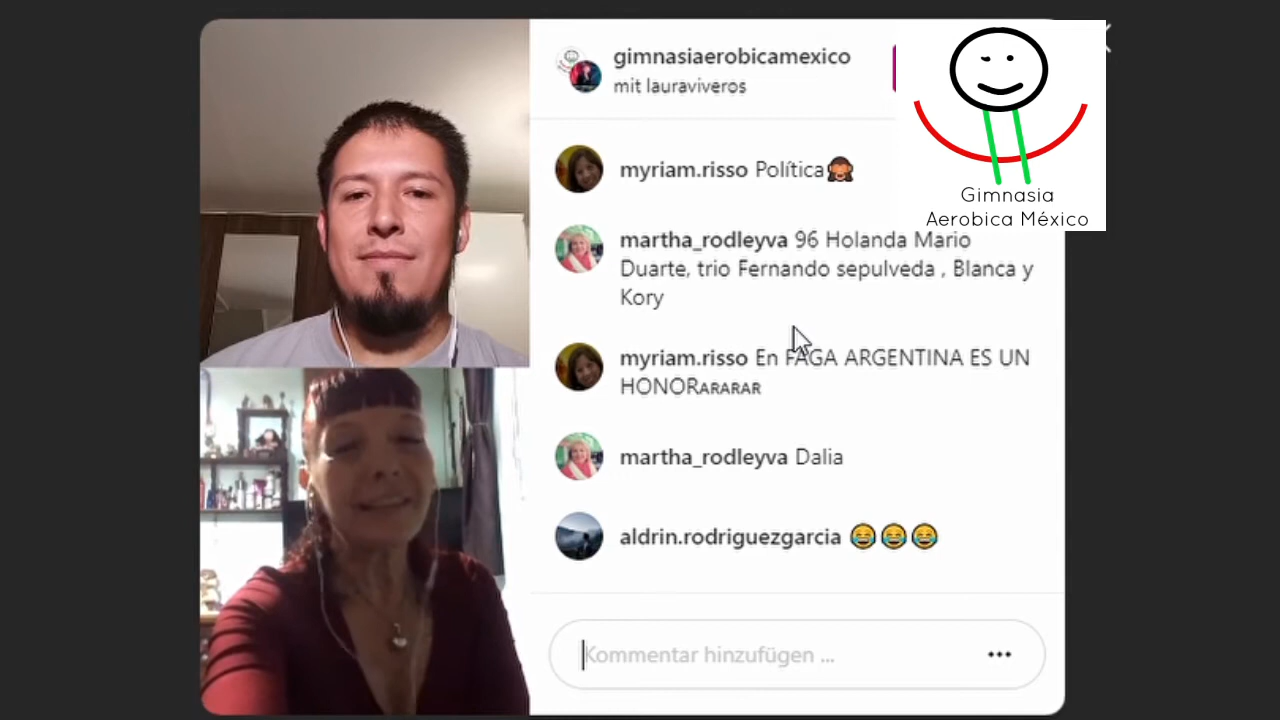 gimnasiaerobicamexico
mit lauraviveros
myriam.risso Política🙈
martha_rodleyva 96 Holanda Mario
Duarte, trio Fernando sepulveda , Blanca y
Kory
myriam.risso En FAGA ARGENTINA ES UN
HONORᴀʀᴀʀᴀʀ
martha_rodleyva Dalia
aldrin.rodriguezgarcia 😂😂😂
Kommentar hinzufügen ...
Gimnasia
Aerobica México